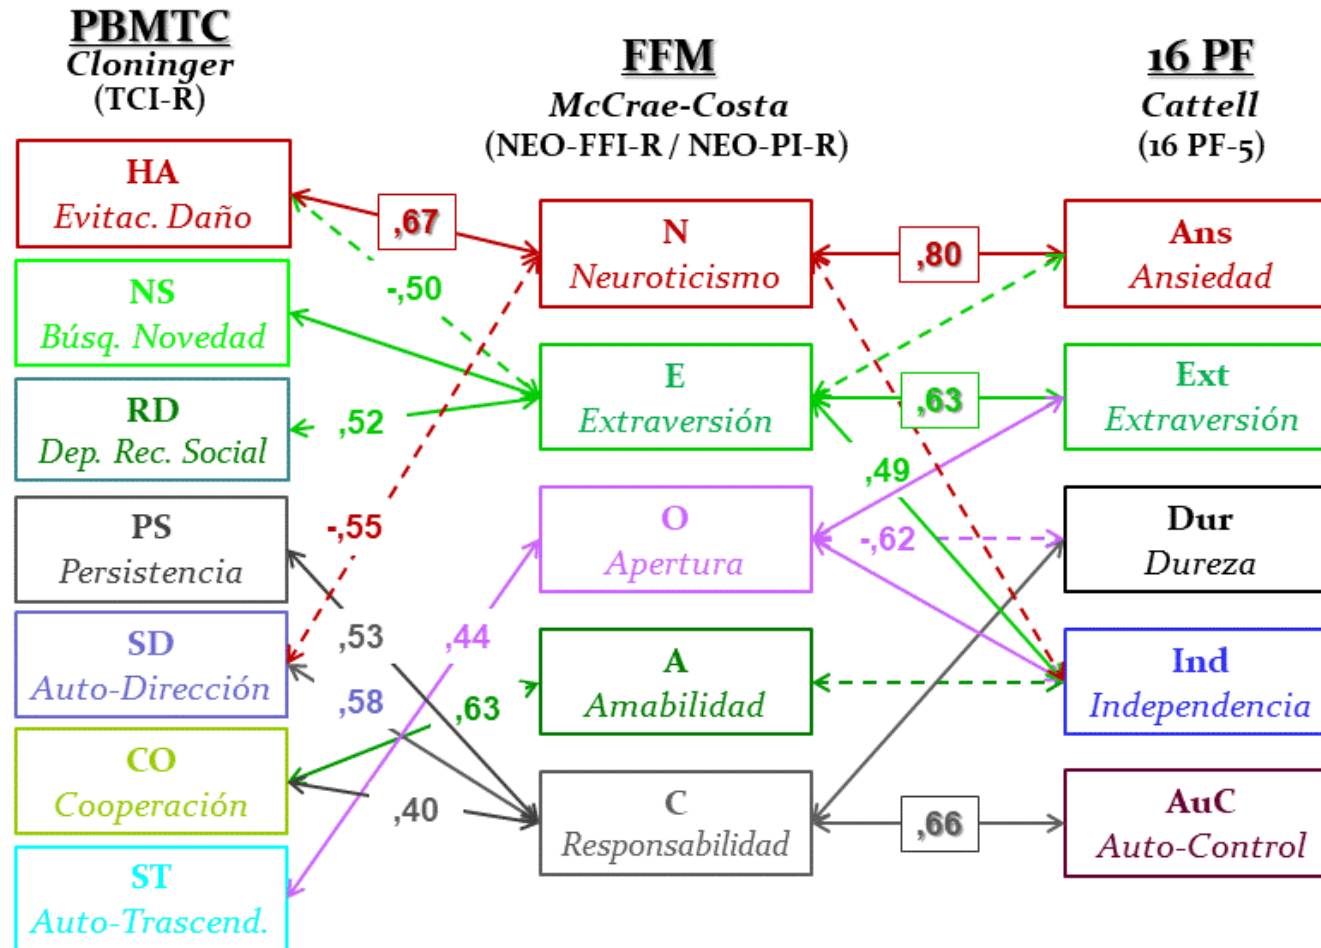 PBMTC
Cloninger
(TCI-R)
FFM
McCrae-Costa
(NEO-FFI-R / NEO-PI-R)
16 PF
Cattell
(16 PF-5)
HA
Evitac. Daño
NS
Búsq. Novedad
RD
Dep. Rec. Social
PS
Persistencia
SD
Auto-Dirección
CO
Cooperación
ST
Auto-Trascend.
,67
-,50
,52
-,55
,53
,44
,58
,63
,40
N
Neuroticismo
E
Extraversión
O
Apertura
A
Amabilidad
C
Responsabilidad
,80
,63
,49
-,62
,66
Ans
Ansiedad
Ext
Extraversión
Dur
Dureza
Ind
Independencia
AuC
Auto-Control